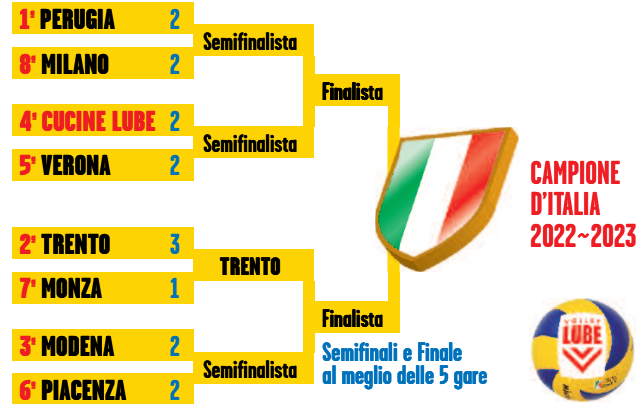 1ª PERUGIA 2
Semifinalista
8ª MILANO 2
Finalista
4ª CUCINE LUBE 2
Semifinalista
5ª VERONA 2
CAMPIONE
D'ITALIA
2022~2023
2ª TRENTO 3
TRENTO
7ª MONZA 1
Finalista
3ª MODENA 2
Semifinalista
6ª PIACENZA 2
Semifinali e Finale
al meglio delle 5 gare
VOLLEY
LUBE